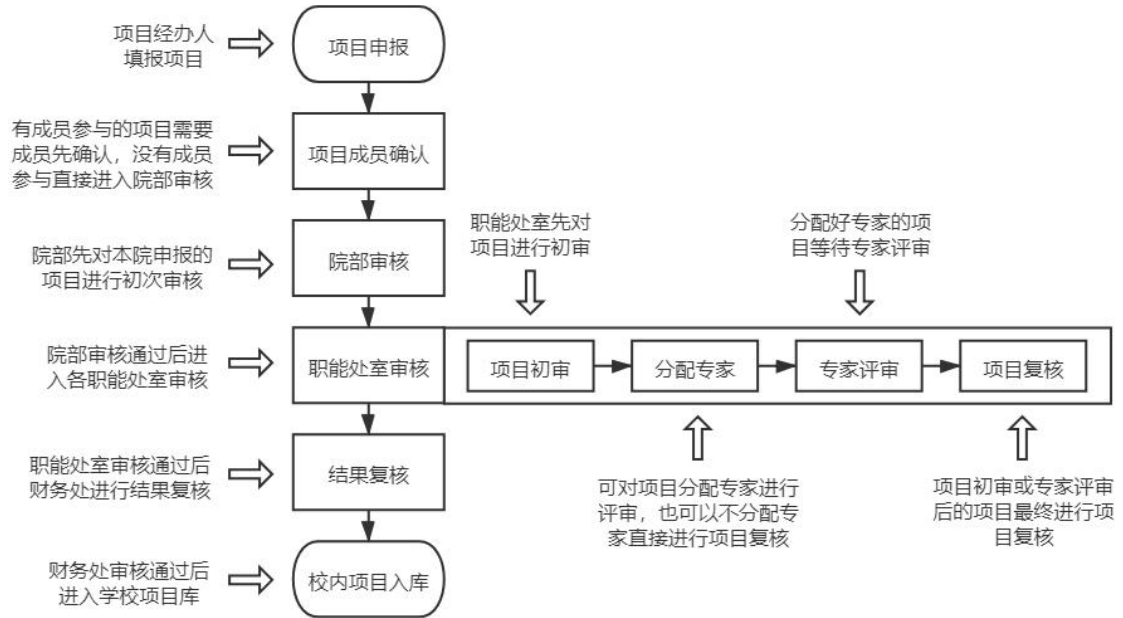 项目经办人
填报项目
项目申报
有成员参与的项目需要
成员先确认，没有成员
参与直接进入院部审核
项目成员确认
院部先对本院申报的
项目进行初次审核
院部审核
职能处室先对
项目进行初审
分配好专家的项
目等待专家评审
院部审核通过后进
入各职能处室审核
职能处室审核
项目初审
分配专家
专家评审
项目复核
职能处室审核通过后
财务处进行结果复核
结果复核
可对项目分配专家进行
评审，也可以不分配专
家直接进行项目复核
项目初审或专家评审
后的项目最终进行项
目复核
财务处审核通过后
进入学校项目库
校内项目入库